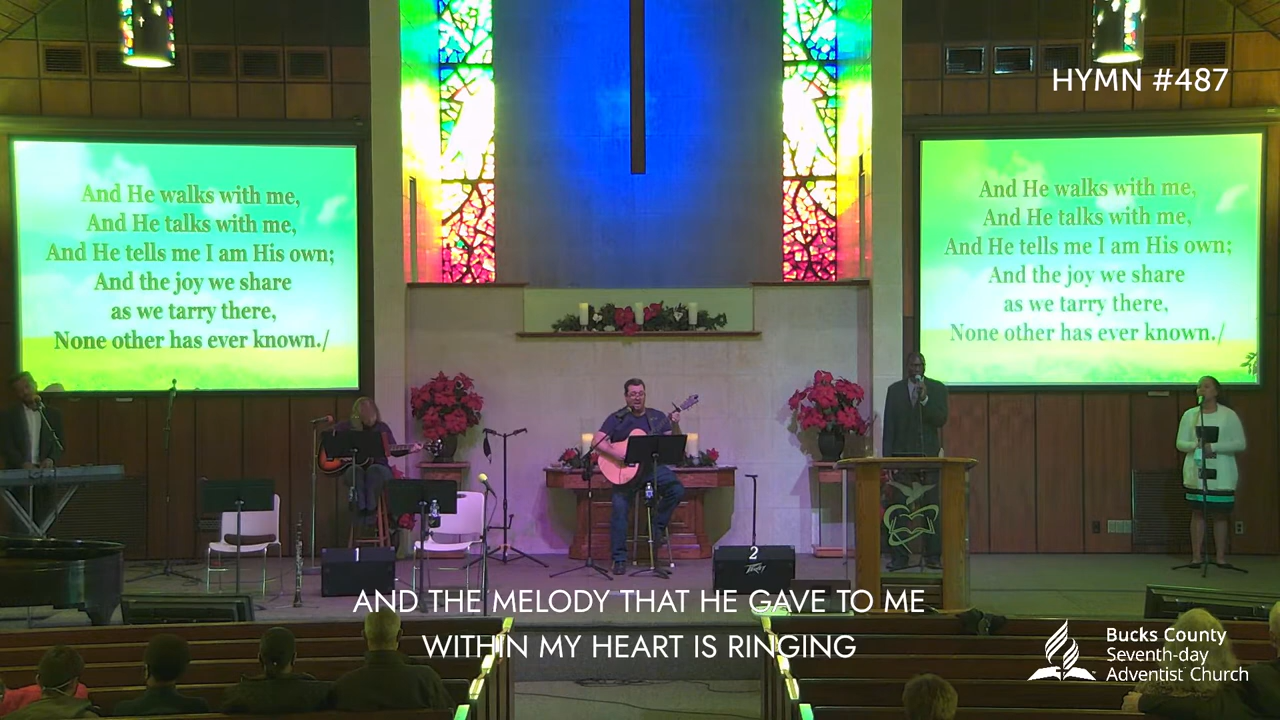 HYMN #487
And He walks with me,
And He talks with me,
And He tells me I am His own;
And the joy we share
as we tarry there,
None other has ever known./
And He walks with me,
And He talks with me,
And He tells me I am His own;
And the joy we share
as we tarry there,
None other has ever known./
1
2
PEAVEY
AND THE MELODY THAT HE GAVE TO ME
WITHIN MY HEART IS RINGING
Bucks County
Seventh-day
Adventist Church